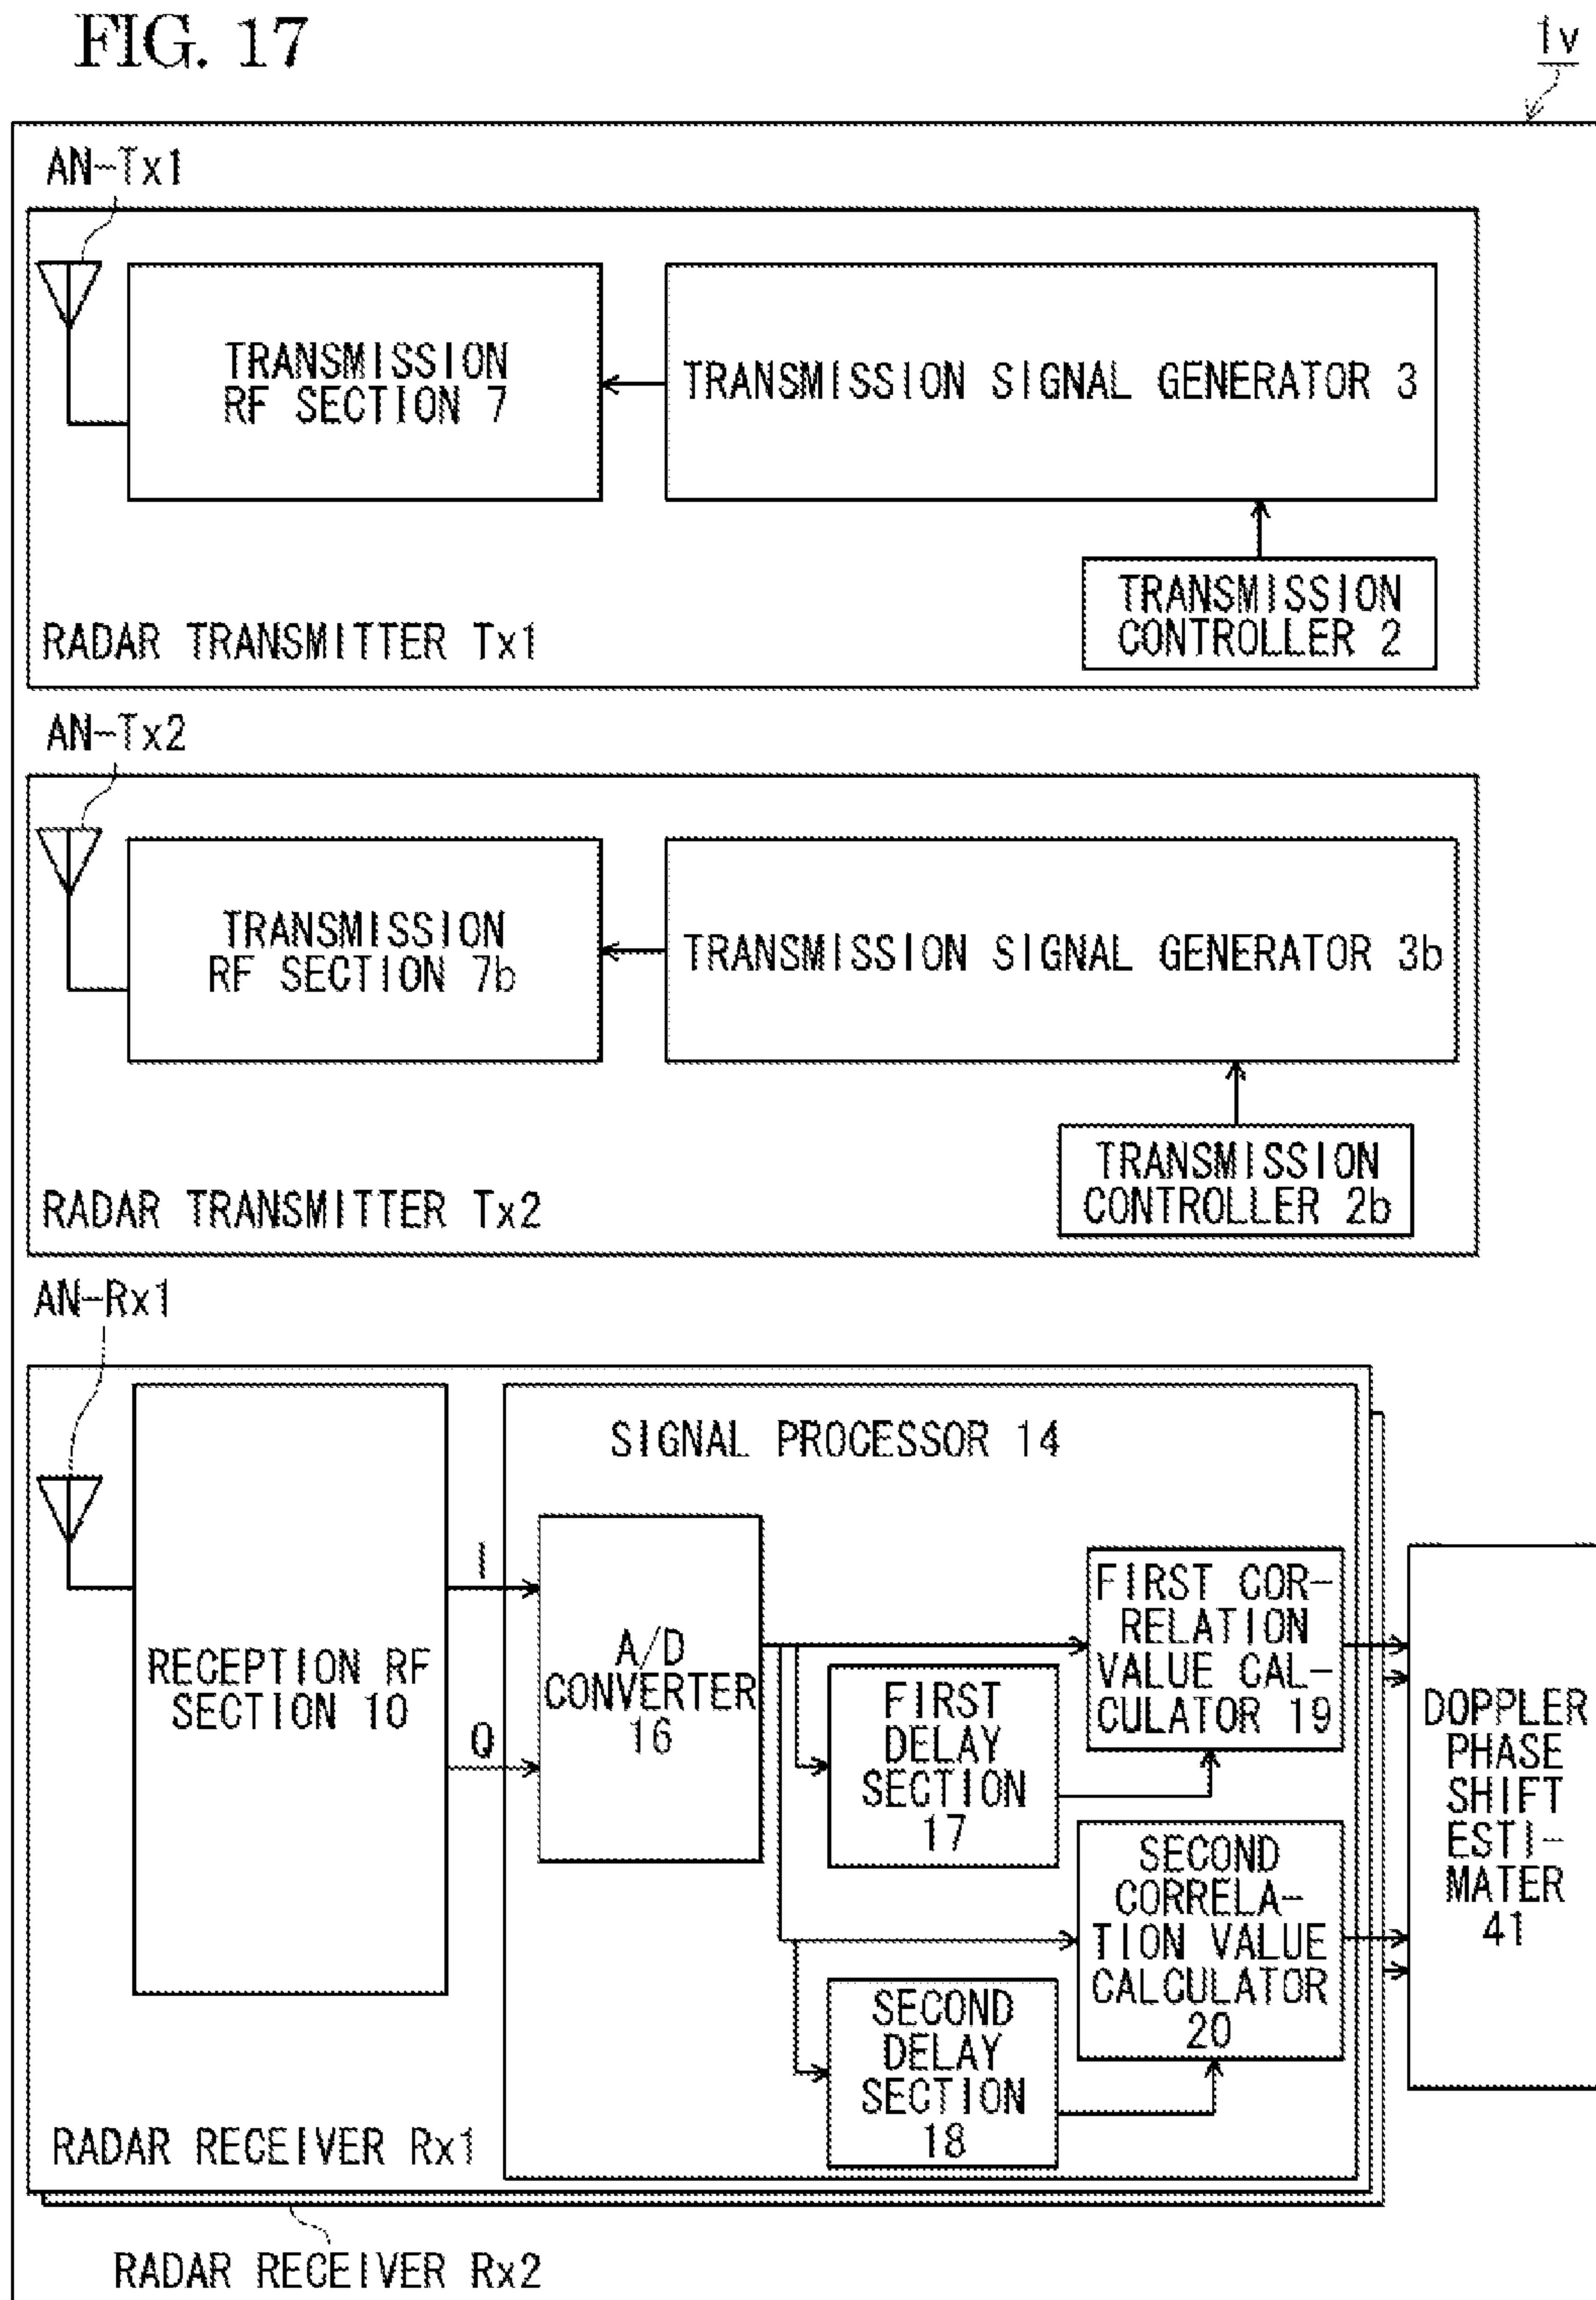 FIG. 17
1v
AN-Tx1
TRANSMISSION
RF SECTION 7
TRANSMISSION SIGNAL GENERATOR 3
TRANSMISSION
CONTROLLER 2
RADAR TRANSMITTER Tx1
AN-Tx2
TRANSMISSION
RF SECTION 7b
TRANSMISSION SIGNAL GENERATOR 3b
TRANSMISSION
CONTROLLER 2b
RADAR TRANSMITTER Tx2
AN-Rx1
RECEPTION RF
SECTION 10
I
Q
SIGNAL PROCESSOR 14
A/D
CONVERTER
16
FIRST DELAY
SECTION
17
FIRST COR-
RELATION
VALUE CAL-
CULATOR 19
SECOND
DELAY
SECTION
18
SECOND
CORRELA-
TION VALUE
CALCULATOR
20
DOPPLER
PHASE
SHIFT
ESTI-
MATER
41
RADAR RECEIVER Rx1
RADAR RECEIVER Rx2